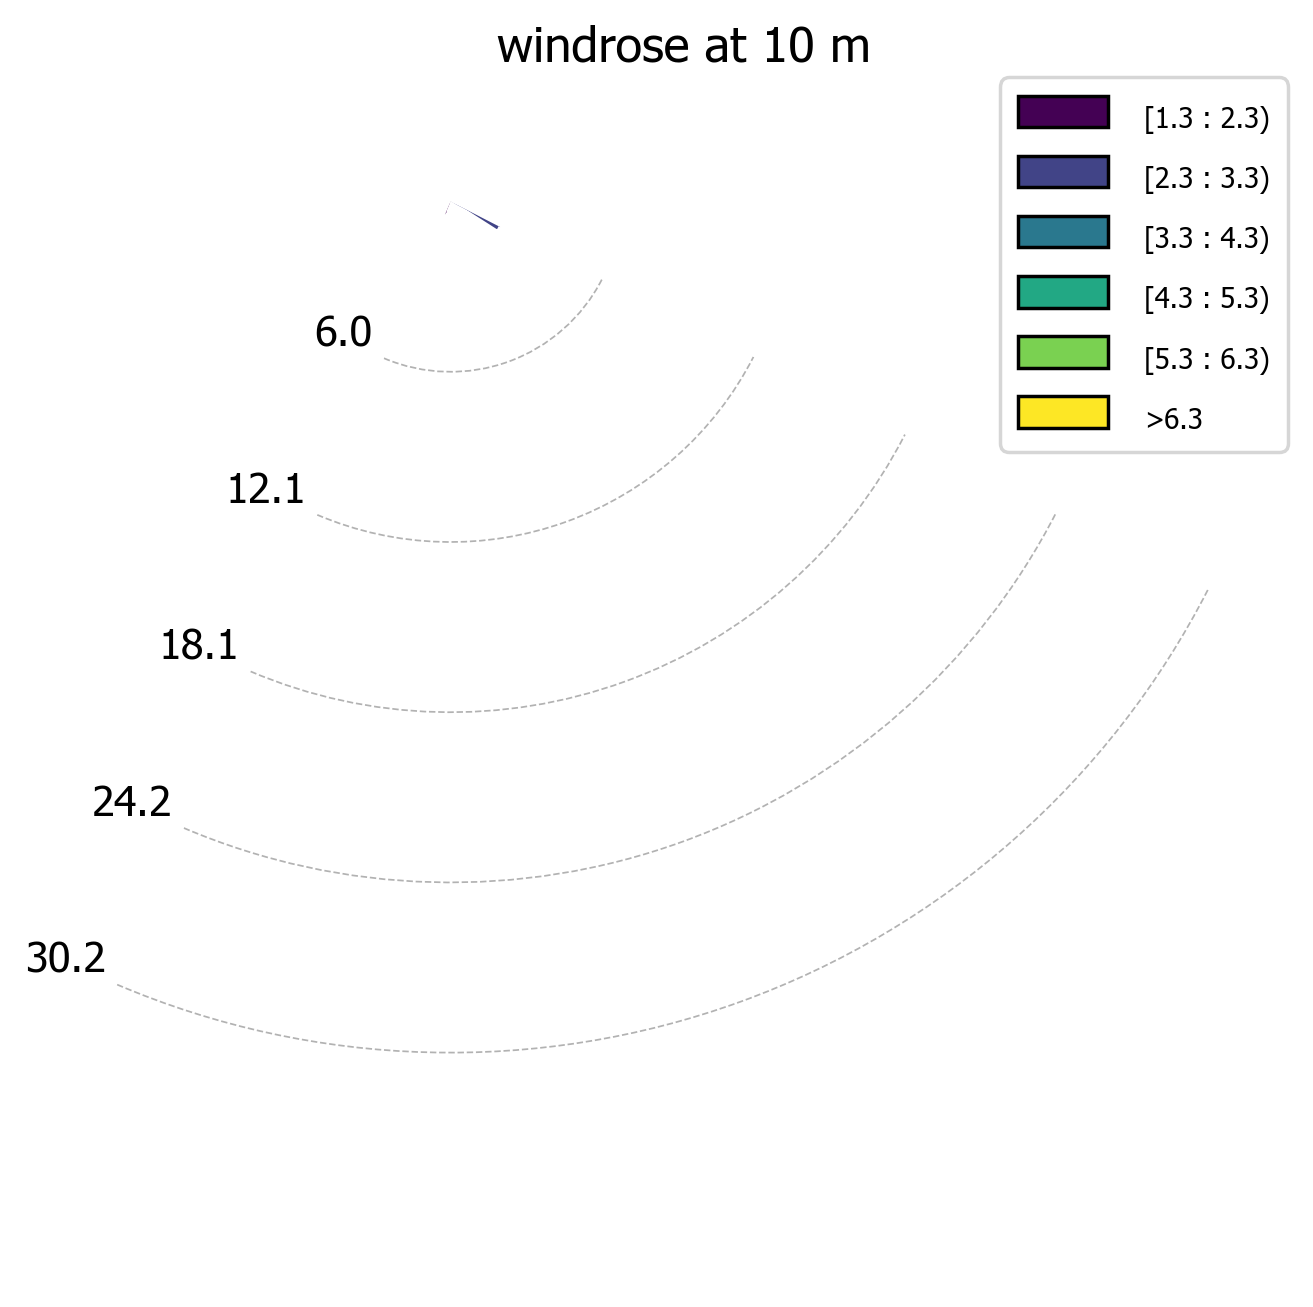 windrose at 10 m
[1.3 : 2.3)
[2.3 : 3.3)
[3.3 : 4.3)
[4.3 : 5.3)
[5.3 : 6.3)
>6.3
6.0
12.1
18.1
24.2
30.2